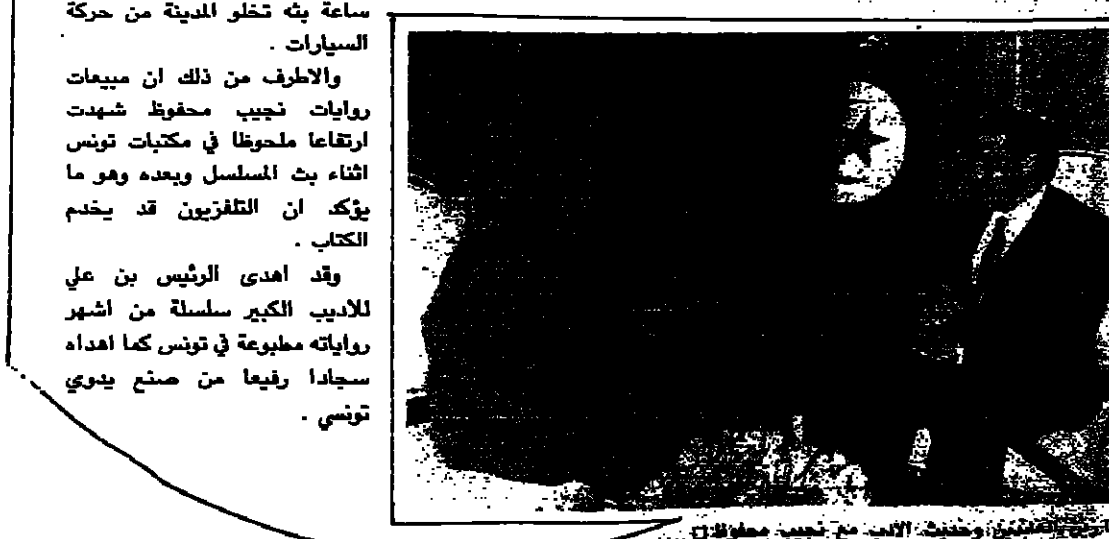 ساعة بثه تخلو المدينة من حركة
السيارات .
والاطرف من ذلك ان مبيعات
روايات نجيب محفوظ شهدت
ارتفاعا ملحوظا في مكتبات تونس
اثناء بث المسلسل وبعده وهو ما
يؤكد ان التلفزيون قد يخدم
الكتاب .
وقد اهدى الرئيس بن علي
للاديب الكبير سلسلة من اشهر
رواياته مطبوعة في تونس كما اهداه
سجادا رفيعا من صنع يدوي
تونسي .
وحديث الادب مع نجيب محفوظ